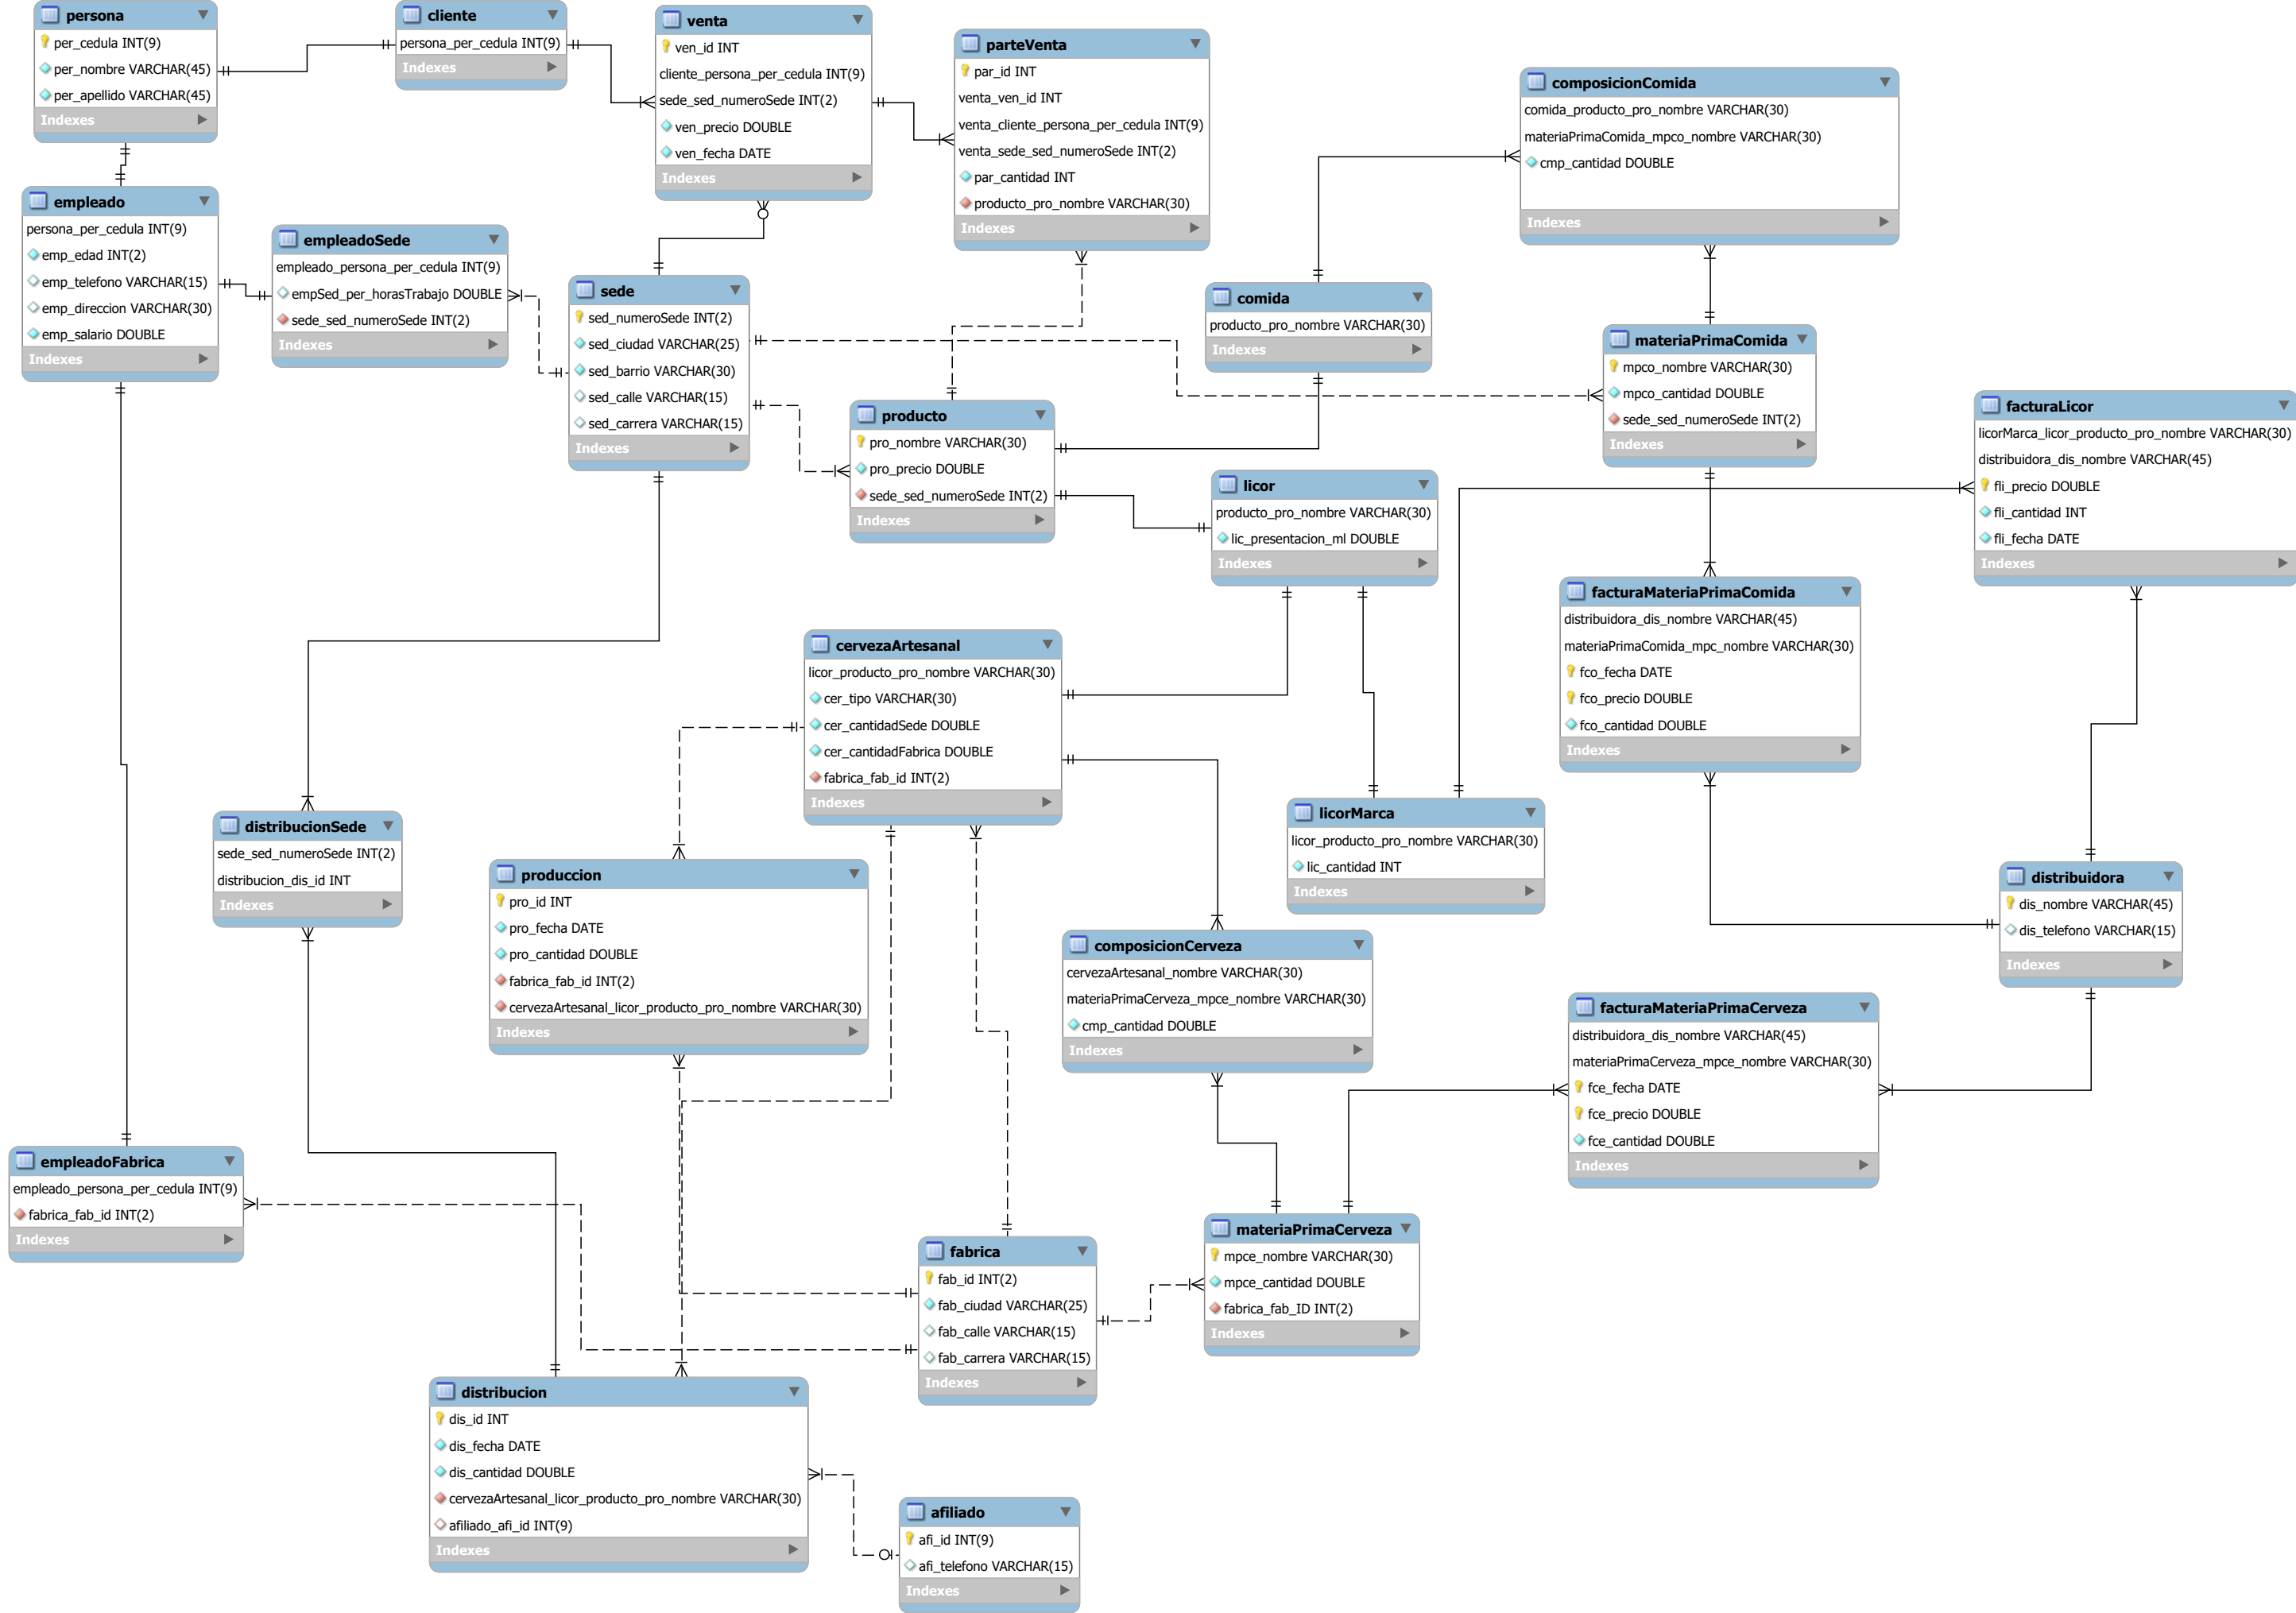 persona
per_cedula INT(9)
per_nombre VARCHAR(45)
per_apellido VARCHAR(45)
Indexes
cliente
persona_per_cedula INT(9)
Indexes
venta
ven_id INT
cliente_persona_per_cedula INT(9)
sede_sed_numeroSede INT(2)
ven_precio DOUBLE
ven_fecha DATE
Indexes
parteVenta
par_id INT
venta_ven_id INT
venta_cliente_persona_per_cedula INT(9)
venta_sede_sed_numeroSede INT(2)
par_cantidad INT
producto_pro_nombre VARCHAR(30)
Indexes
composicionComida
comida_producto_pro_nombre VARCHAR(30)
materiaPrimaComida_mpco_nombre VARCHAR(30)
cmp_cantidad DOUBLE
Indexes
empleado
persona_per_cedula INT(9)
emp_edad INT(2)
emp_telefono VARCHAR(15)
emp_direccion VARCHAR(30)
emp_salario DOUBLE
Indexes
empleadoSede
empleado_persona_per_cedula INT(9)
empSed_per_horasTrabajo DOUBLE
sede_sed_numeroSede INT(2)
Indexes
sede
sed_numeroSede INT(2)
sed_ciudad VARCHAR(25)
sed_barrio VARCHAR(30)
sed_calle VARCHAR(15)
sed_carrera VARCHAR(15)
Indexes
comida
producto_pro_nombre VARCHAR(30)
Indexes
materiaPrimaComida
mpco_nombre VARCHAR(30)
mpco_cantidad DOUBLE
sede_sed_numeroSede INT(2)
Indexes
producto
pro_nombre VARCHAR(30)
pro_precio DOUBLE
sede_sed_numeroSede INT(2)
Indexes
facturaLicor
licorMarca_licor_producto_pro_nombre VARCHAR(30)
distribuidora_dis_nombre VARCHAR(45)
fli_precio DOUBLE
fli_cantidad INT
fli_fecha DATE
Indexes
licor
producto_pro_nombre VARCHAR(30)
lic_presentacion_ml DOUBLE
Indexes
facturaMateriaPrimaComida
distribuidora_dis_nombre VARCHAR(45)
materiaPrimaComida_mpc_nombre VARCHAR(30)
fco_fecha DATE
fco_precio DOUBLE
fco_cantidad DOUBLE
Indexes
cervezaArtesanal
licor_producto_pro_nombre VARCHAR(30)
cer_tipo VARCHAR(30)
cer_cantidadSede DOUBLE
cer_cantidadFabrica DOUBLE
fabrica_fab_id INT(2)
Indexes
licorMarca
licor_producto_pro_nombre VARCHAR(30)
lic_cantidad INT
Indexes
distribucionSede
sede_sed_numeroSede INT(2)
distribucion_dis_id INT
Indexes
produccion
pro_id INT
pro_fecha DATE
pro_cantidad DOUBLE
fabrica_fab_id INT(2)
cervezaArtesanal_licor_producto_pro_nombre VARCHAR(30)
Indexes
distribuidora
dis_nombre VARCHAR(45)
dis_telefono VARCHAR(15)
Indexes
composicionCerveza
cervezaArtesanal_nombre VARCHAR(30)
materiaPrimaCerveza_mpce_nombre VARCHAR(30)
cmp_cantidad DOUBLE
Indexes
facturaMateriaPrimaCerveza
distribuidora_dis_nombre VARCHAR(45)
materiaPrimaCerveza_mpce_nombre VARCHAR(30)
fce_fecha DATE
fce_precio DOUBLE
fce_cantidad DOUBLE
Indexes
empleadoFabrica
empleado_persona_per_cedula INT(9)
fabrica_fab_id INT(2)
Indexes
fabrica
fab_id INT(2)
fab_ciudad VARCHAR(25)
fab_calle VARCHAR(15)
fab_carrera VARCHAR(15)
Indexes
materiaPrimaCerveza
mpce_nombre VARCHAR(30)
mpce_cantidad DOUBLE
fabrica_fab_ID INT(2)
Indexes
distribucion
dis_id INT
dis_fecha DATE
dis_cantidad DOUBLE
cervezaArtesanal_licor_producto_pro_nombre VARCHAR(30)
afiliado_afi_id INT(9)
Indexes
afiliado
afi_id INT(9)
afi_telefono VARCHAR(15)
Indexes